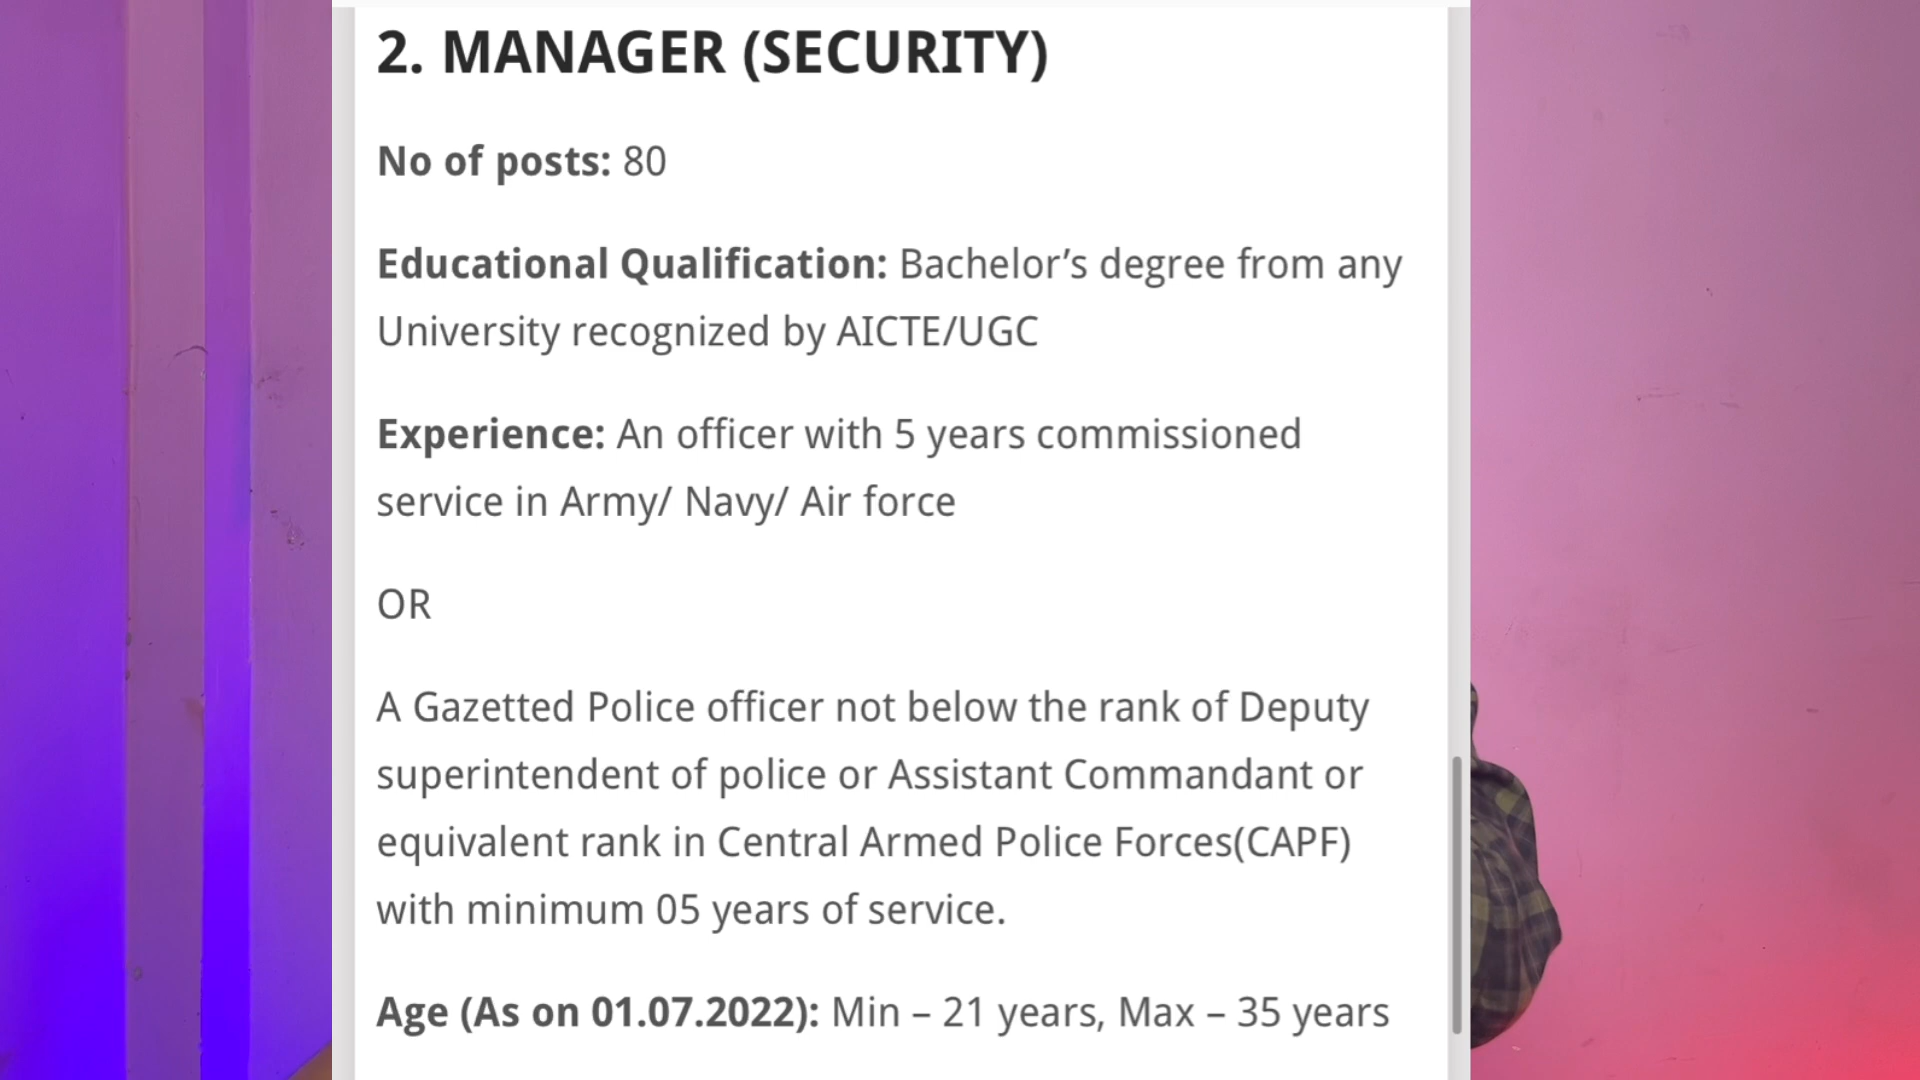 2. MANAGER (SECURITY)
No of posts: 80
Educational Qualification: Bachelor’s degree from any
University recognized by AICTE/UGC
Experience: An officer with 5 years commissioned
service in Army/ Navy/ Air force
OR
A Gazetted Police officer not below the rank of Deputy
superintendent of police or Assistant Commandant or
equivalent rank in Central Armed Police Forces(CAPF)
with minimum 05 years of service.
Age (As on 01.07.2022): Min – 21 years, Max – 35 years